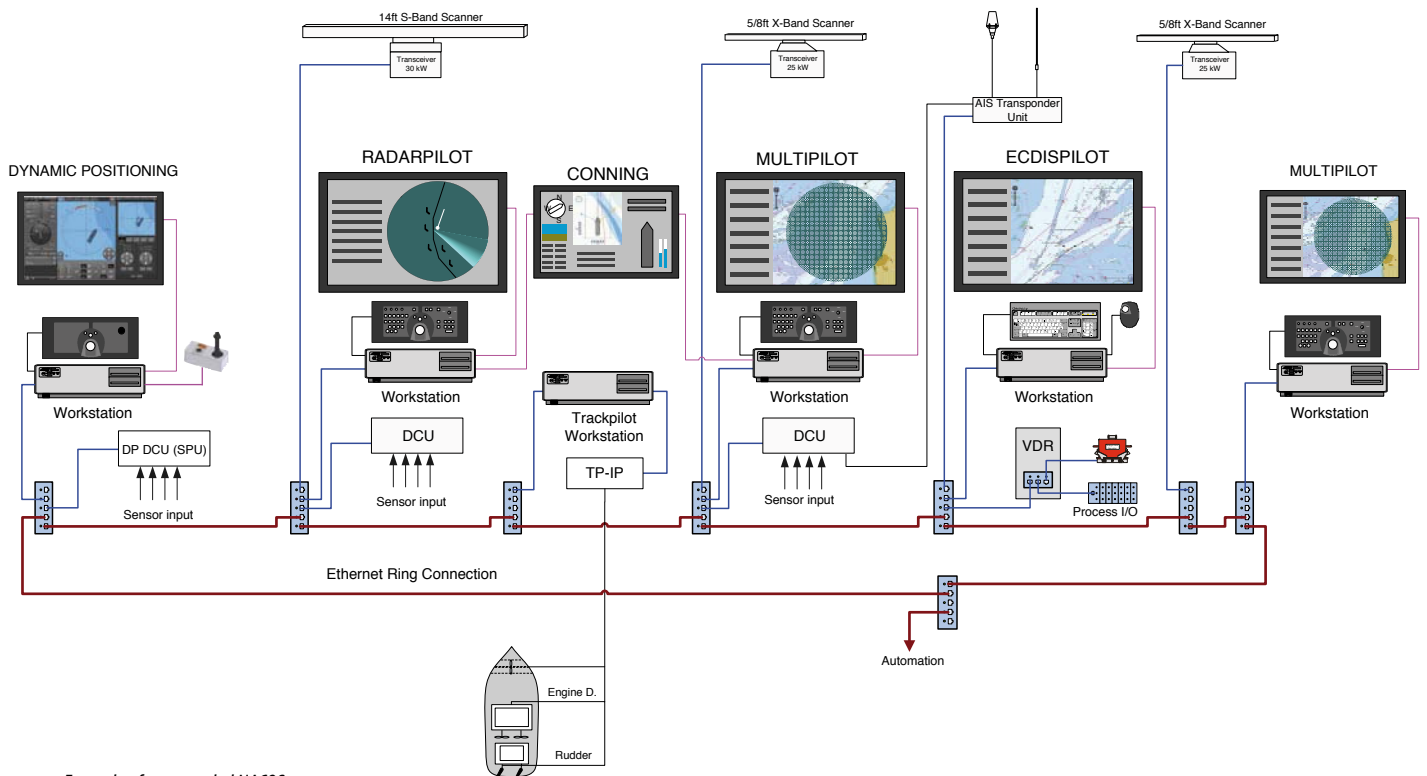 14ft S-Band Scanner
Transceiver
30 kW
5/8ft X-Band Scanner
Transceiver
25 kW
AIS Transponder
Unit
5/8ft X-Band Scanner
Transceiver
25 kW
DYNAMIC POSITIONING
RADARPILOT
CONNING
MULTIPILOT
ECDISPILOT
MULTIPILOT
N
W E
S
Workstation
Workstation
Trackpilot
Workstation
Workstation
Workstation
Workstation
DP DCU (SPU)
Sensor input
DCU
Sensor input
TP-IP
DCU
Sensor input
VDR
Process I/O
Ethernet Ring Connection
Automation
Engine D.
Rudder